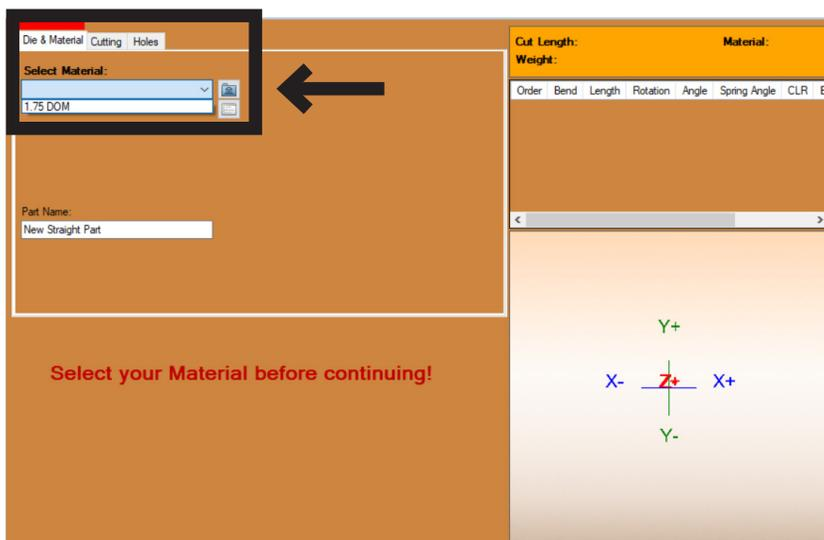 Die & Material Cutting Holes
Select Material:
1.75 DOM
Part Name:
New Straight Part
Select your Material before continuing!
Cut Length: Material:
Weight:
Order Bend Length Rotation Angle Spring Angle CLR
Y+
X- Z+ X+
Y-